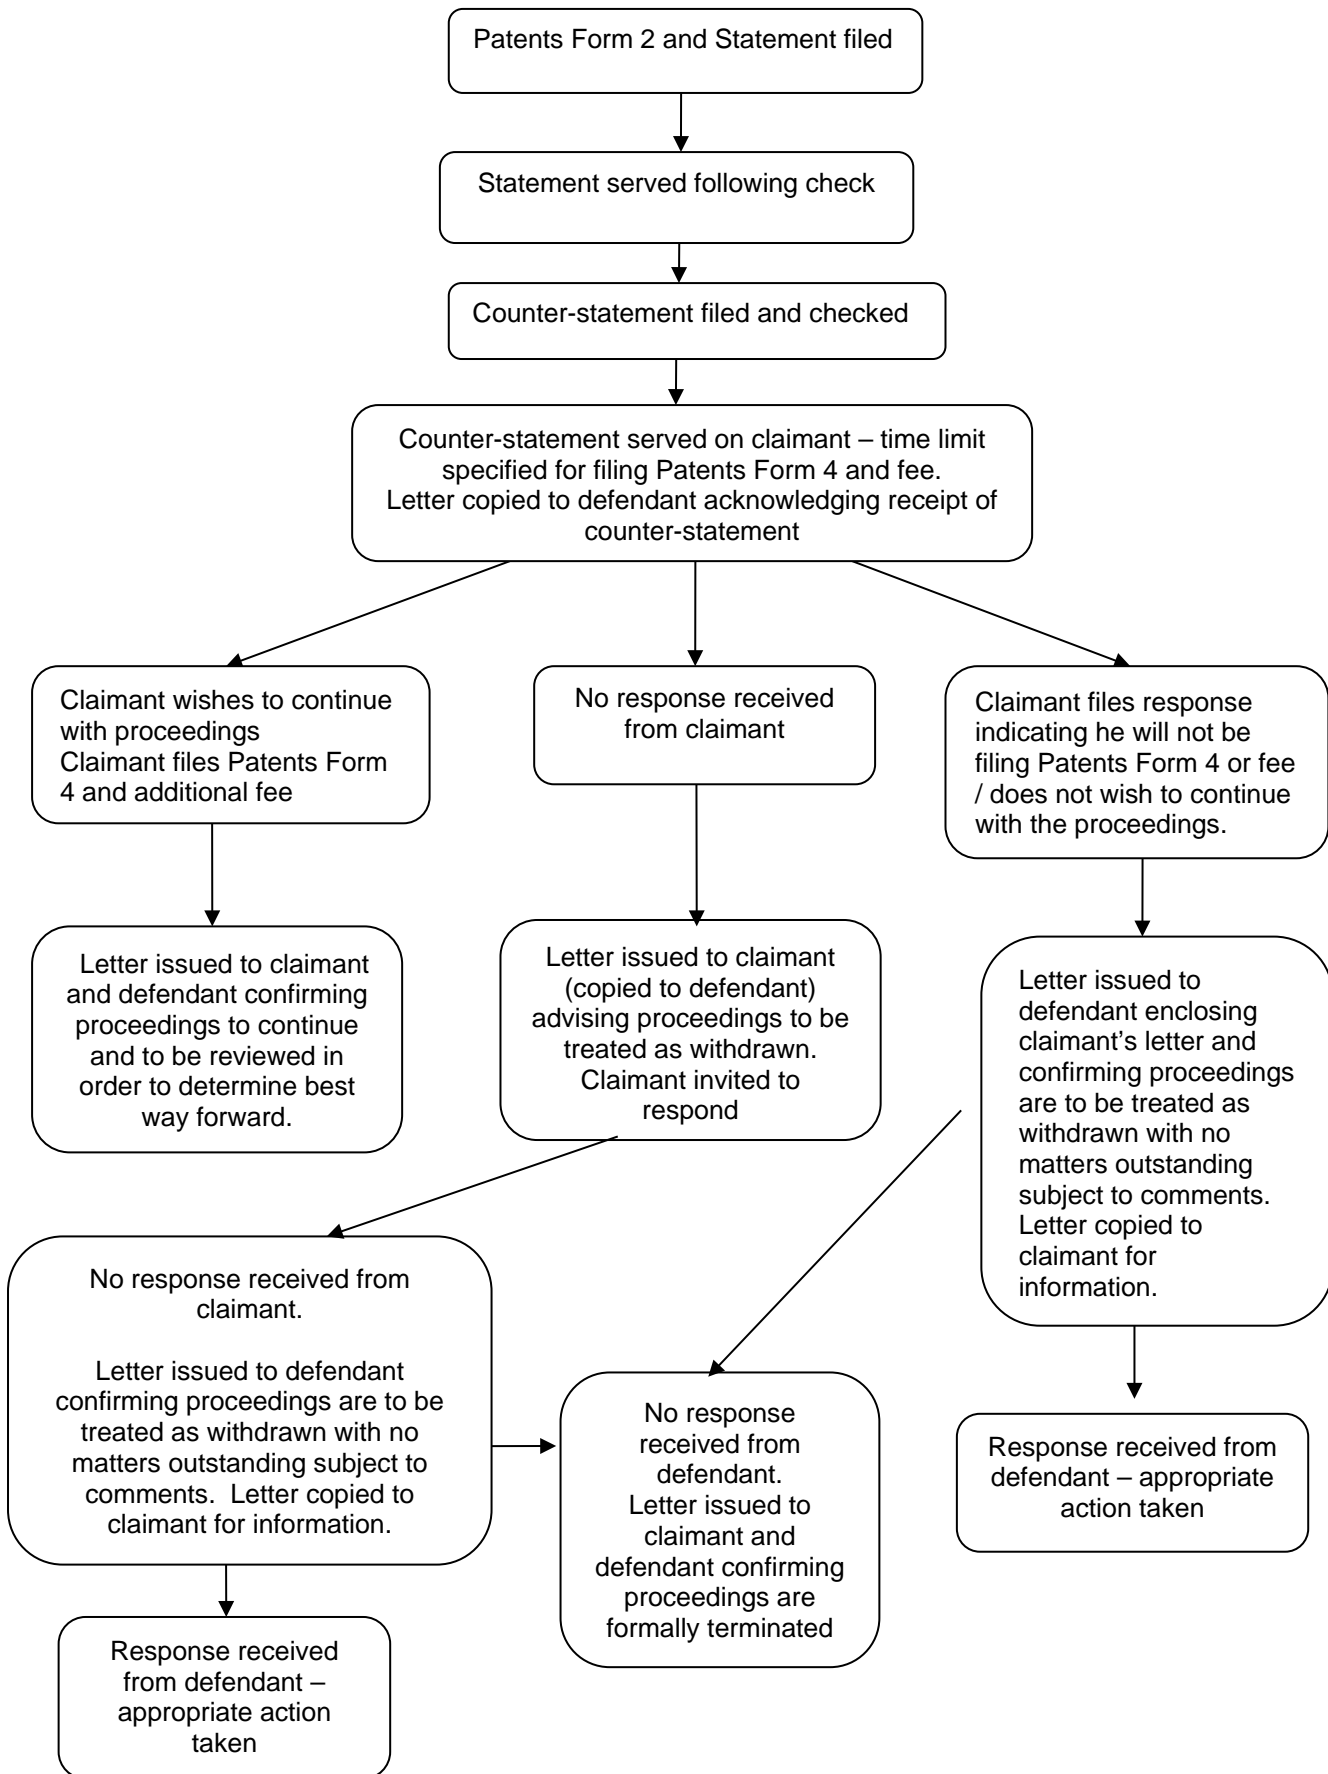 Patents Form 2 and Statement filed
Statement served following check
Counter-statement filed and checked
Counter-statement served on claimant – time limit
specified for filing Patents Form 4 and fee.
Letter copied to defendant acknowledging receipt of
counter-statement
Claimant wishes to continue
with proceedings
Claimant files Patents Form
4 and additional fee
No response received
from claimant
Claimant files response
indicating he will not be
filing Patents Form 4 or fee
/ does not wish to continue
with the proceedings.
Letter issued to claimant
and defendant confirming
proceedings to continue
and to be reviewed in
order to determine best
way forward.
Letter issued to claimant
(copied to defendant)
advising proceedings to be
treated as withdrawn.
Claimant invited to
respond
Letter issued to
defendant enclosing
claimant’s letter and
confirming proceedings
are to be treated as
withdrawn with no
matters outstanding
subject to comments.
Letter copied to
claimant for
information.
No response received from
claimant.
Letter issued to defendant
confirming proceedings are to be
treated as withdrawn with no
matters outstanding subject to
comments.  Letter copied to
claimant for information.
No response
received from
defendant.
Letter issued to
claimant and
defendant confirming
proceedings are
formally terminated
Response received from
defendant – appropriate
action taken
Response received
from defendant –
appropriate action
taken